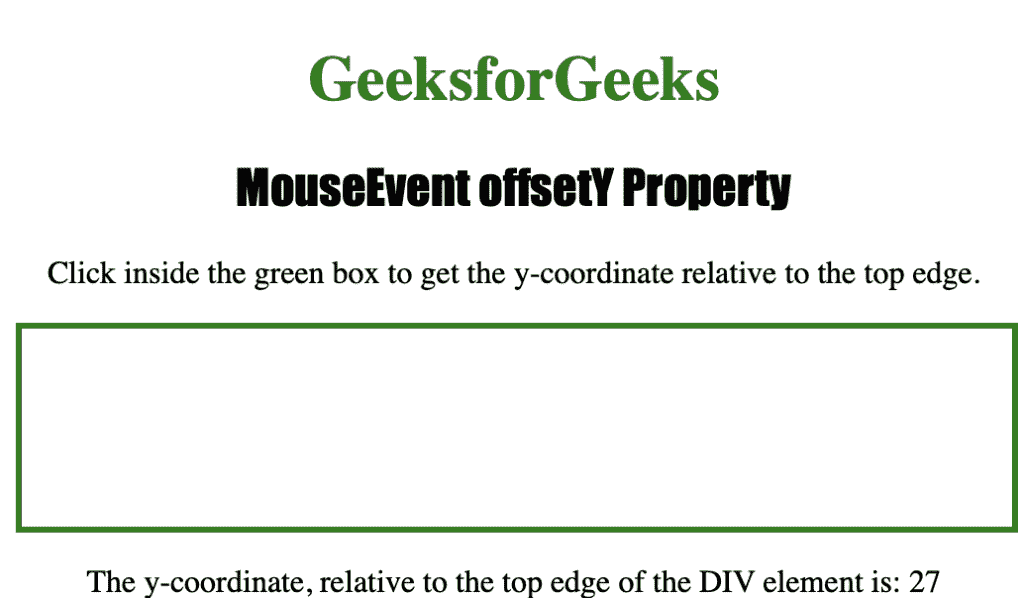 GeeksforGeeks
MouseEvent offsetY Property
Click inside the green box to get the y-coordinate relative to the top edge.
The y-coordinate, relative to the top edge of the DIV element is: 27